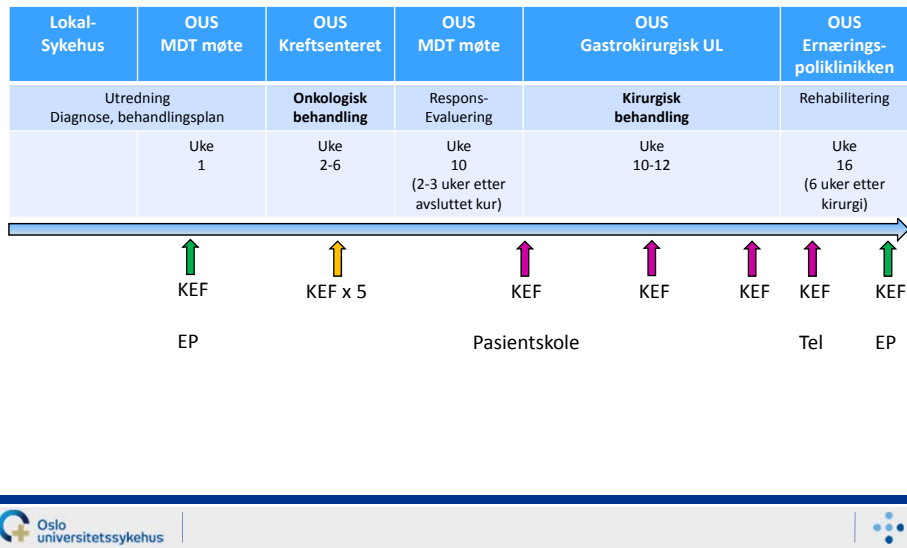 Lokal-
Sykehus
OUS
MDT møte
OUS
Kreftsenteret
OUS
MDT møte
OUS
Gastrokirurgisk UL
OUS
Ernærings-
poliklinikken
Utredning
Diagnose, behandlingsplan
Onkologisk
behandling
Respons-
Evaluering
Kirurgisk
behandling
Rehabilitering
Uke
1
Uke
2-6
Uke
10
(2-3 uker etter
avsluttet kur)
Uke
10-12
Uke
16
(6 uker etter
kirurgi)
KEF
KEF x 5
KEF
KEF
KEF
KEF
KEF
EP
Pasientskole
Tel
EP
Oslo
universitetssykehus